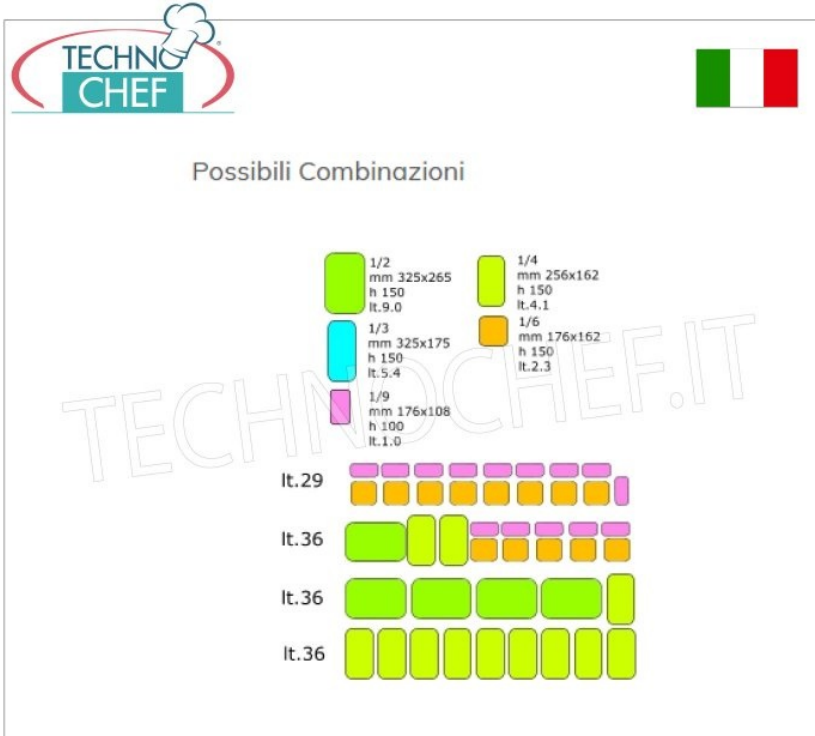 TECHNO
CHEF
Possibili Combinazioni
1/2
mm 325x265
h 150
lt.9.0
1/4
mm 256x162
h 150
lt.4.1
1/3
mm 325x175
h 150
lt.5.4
1/6
mm 176x162
h 150
lt.2.3
1/9
mm 176x108
h 100
lt.1.0
TECHNOCHEF.IT
lt.29
lt.36
lt.36
lt.36